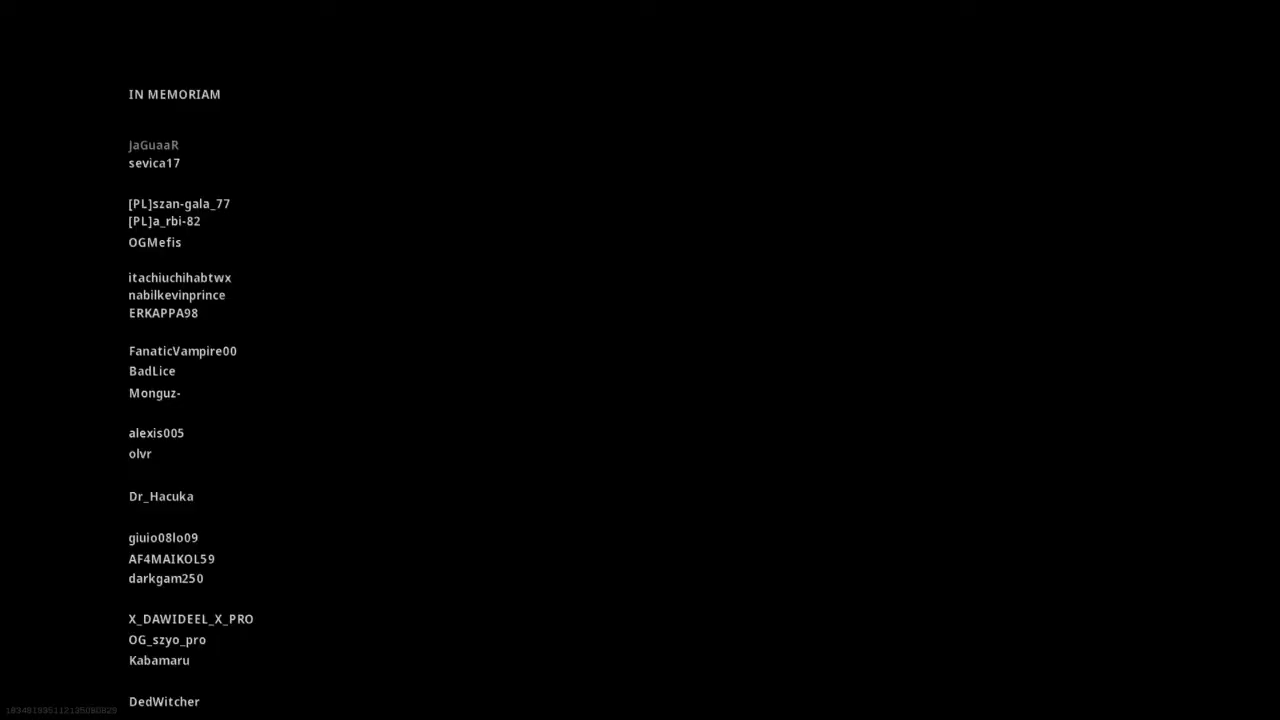 IN MEMORIAM
JaGuaaR
sevica17
[PL]szan-gala_77
[PL]a_rbi-82
OGMefis
itachiuchihabtwx
nabilkevinprince
ERKAPPA98
FanaticVampire00
BadLice
Monguz-
alexis005
olvr
Dr_Hacuka
giuio08lo09
AF4MAIKOL59
darkgam250
X_DAWIDEEL_X_PRO
OG_szyo_pro
Kabamaru
DedWitcher